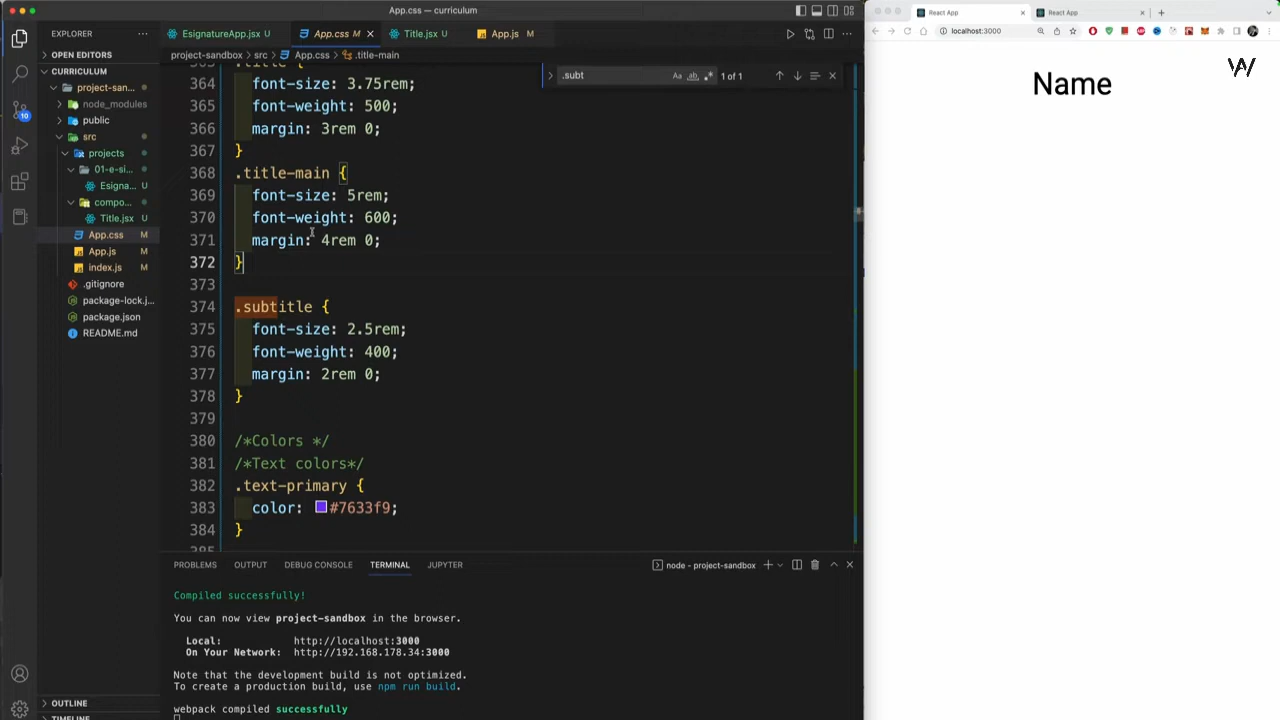 App.css — curriculum
EXPLORER
OPEN EDITORS
CURRICULUM
project-san...
node_modules
public
src
projects
01-e-si...
Esigna... U
compo...
Title.jsx U
App.css M
App.js M
index.js M
.gitignore
package-lock.j...
package.json
README.md
OUTLINE
TIMELINE
10
EsignatureApp.jsx U
App.css M
Title.jsx U
App.js M
project-sandbox > src > App.css > .title-main
.subt
Aa ab .*
1 of 1
363 .title {
364 font-size: 3.75rem;
365 font-weight: 500;
366 margin: 3rem 0;
367 }
368 .title-main {
369 font-size: 5rem;
370 font-weight: 600;
371 margin: 4rem 0;
372 }
373
374 .subtitle {
375 font-size: 2.5rem;
376 font-weight: 400;
377 margin: 2rem 0;
378 }
379
380 /*Colors */
381 /*Text colors*/
382 .text-primary {
383 color: #7633f9;
384 }
385
PROBLEMS OUTPUT DEBUG CONSOLE TERMINAL JUPYTER
node - project-sandbox
Compiled successfully!
You can now view project-sandbox in the browser.
Local: http://localhost:3000
On Your Network: http://192.168.178.34:3000
Note that the development build is not optimized.
To create a production build, use npm run build.
webpack compiled successfully
React App
React App
localhost:3000
Name